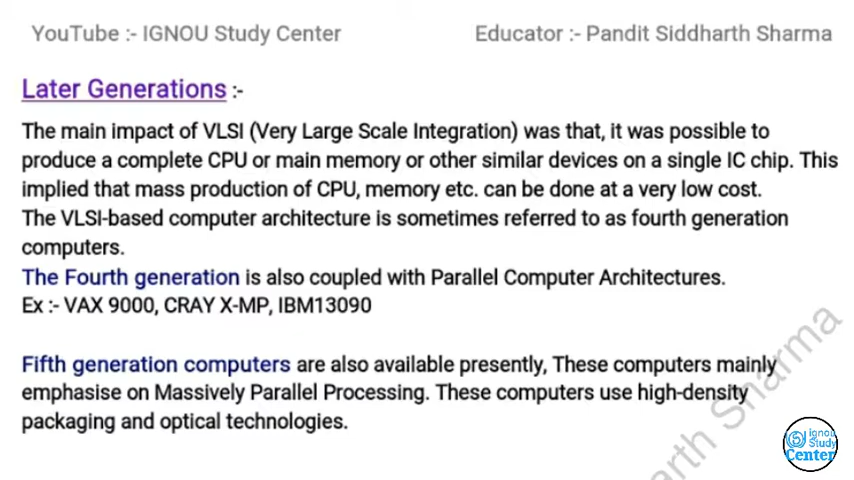 YouTube :- IGNOU Study Center
Educator :- Pandit Siddharth Sharma
Later Generations :-
The main impact of VLSI (Very Large Scale Integration) was that, it was possible to
produce a complete CPU or main memory or other similar devices on a single IC chip. This
implied that mass production of CPU, memory etc. can be done at a very low cost.
The VLSI-based computer architecture is sometimes referred to as fourth generation
computers.
The Fourth generation is also coupled with Parallel Computer Architectures.
Ex :- VAX 9000, CRAY X-MP, IBM13090
Fifth generation computers are also available presently, These computers mainly
emphasise on Massively Parallel Processing. These computers use high-density
packaging and optical technologies.
arth Sharma
ignou
Study
Center